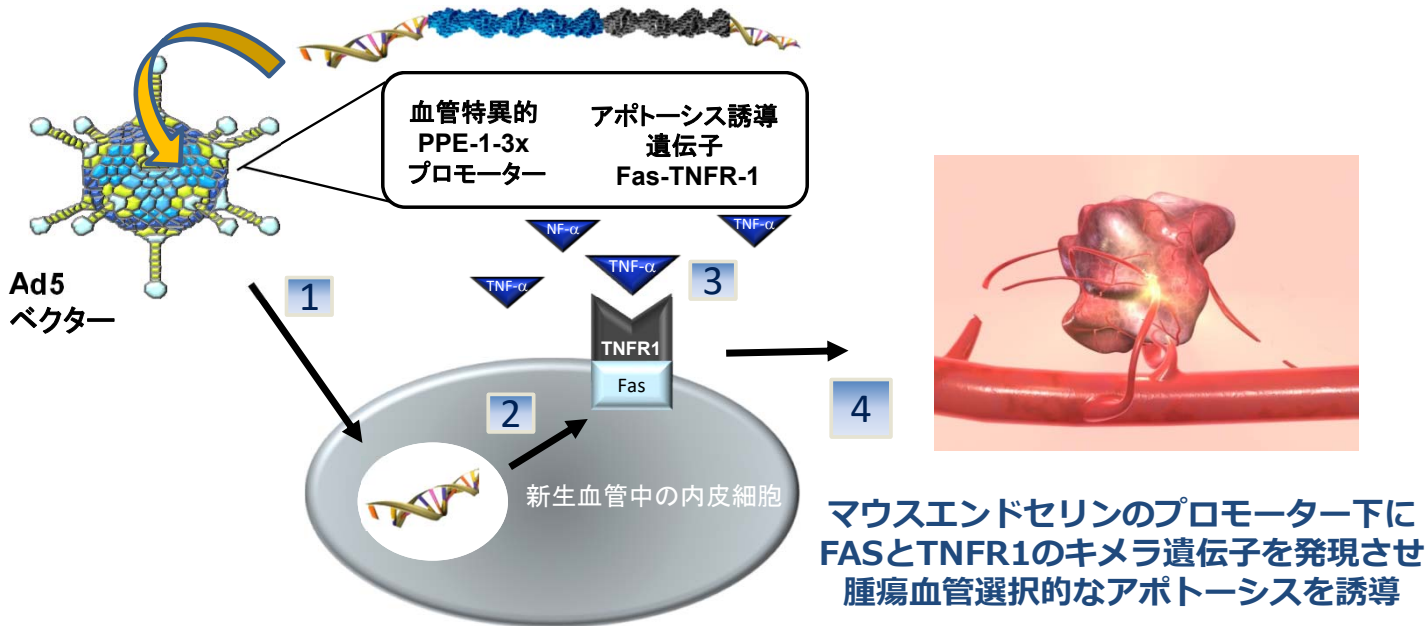 血管特異的
PPE-1-3x
プロモーター
アポトーシス誘導
遺伝子
Fas-TNFR-1
Ad5
ベクター
1
NF-α
TNF-α
TNF-α
TNF-α
3
TNFR1
Fas
2
4
新生血管中の内皮細胞
マウスエンドセリンのプロモーター下に
FASとTNFR1のキメラ遺伝子を発現させ
腫瘍血管選択的なアポトーシスを誘導